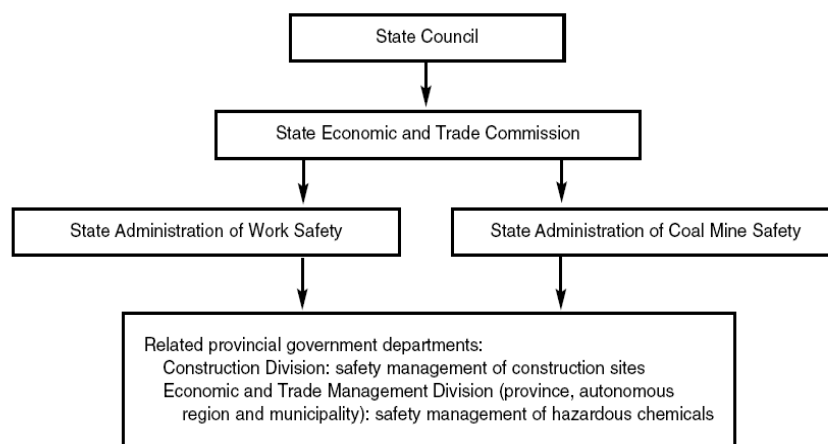 State Council
State Economic and Trade Commission
State Administration of Work Safety
State Administration of Coal Mine Safety
Related provincial government departments:
Construction Division: safety management of construction sites
Economic and Trade Management Division (province, autonomous
region and municipality): safety management of hazardous chemicals